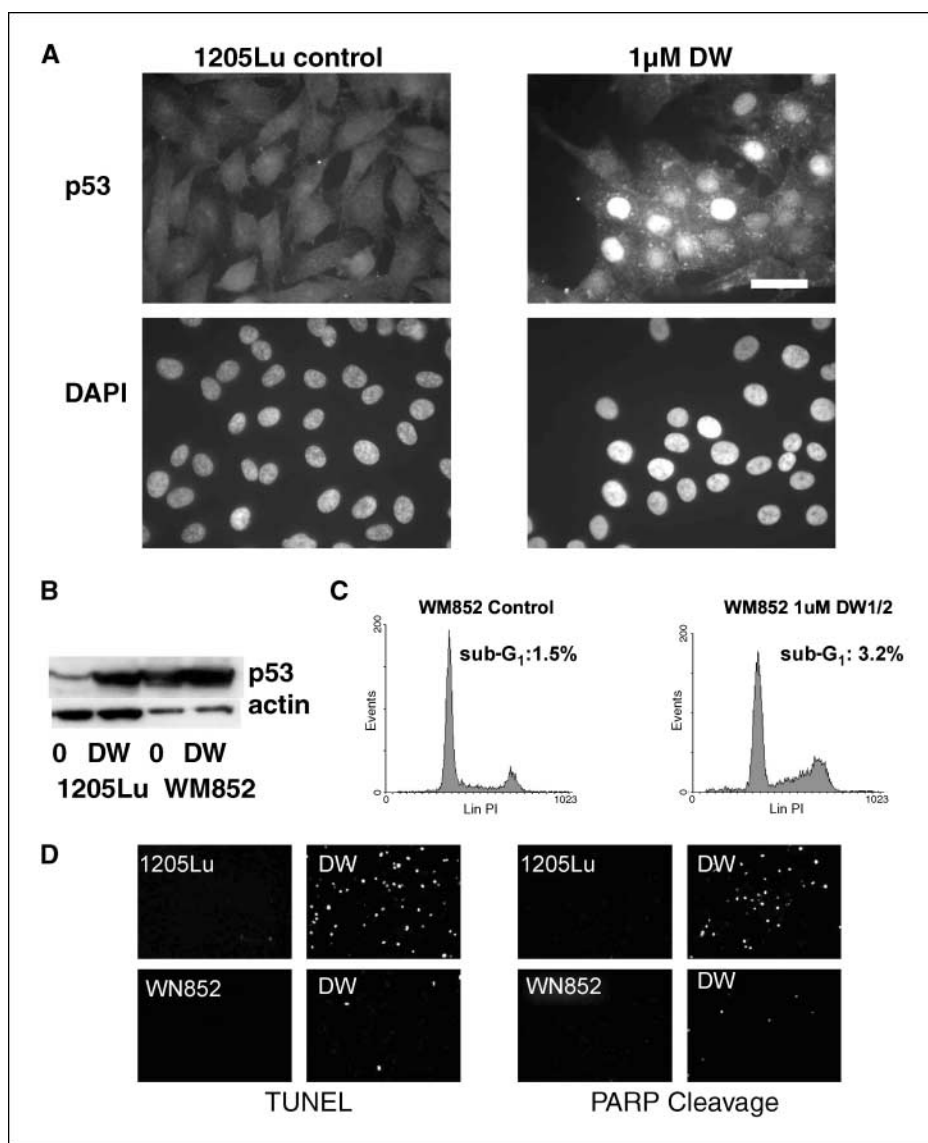 A
1205Lu control
1μM DW
p53
DAPI
B
p53
actin
0 DW 0 DW
1205Lu WM852
C
WM852 Control
200
sub-G1:1.5%
Events
0
0
1023
Lin PI
WM852 1uM DW1/2
200
sub-G1: 3.2%
Events
0
0
1023
Lin PI
D
1205Lu
DW
1205Lu
DW
WN852
DW
WN852
DW
TUNEL
PARP Cleavage